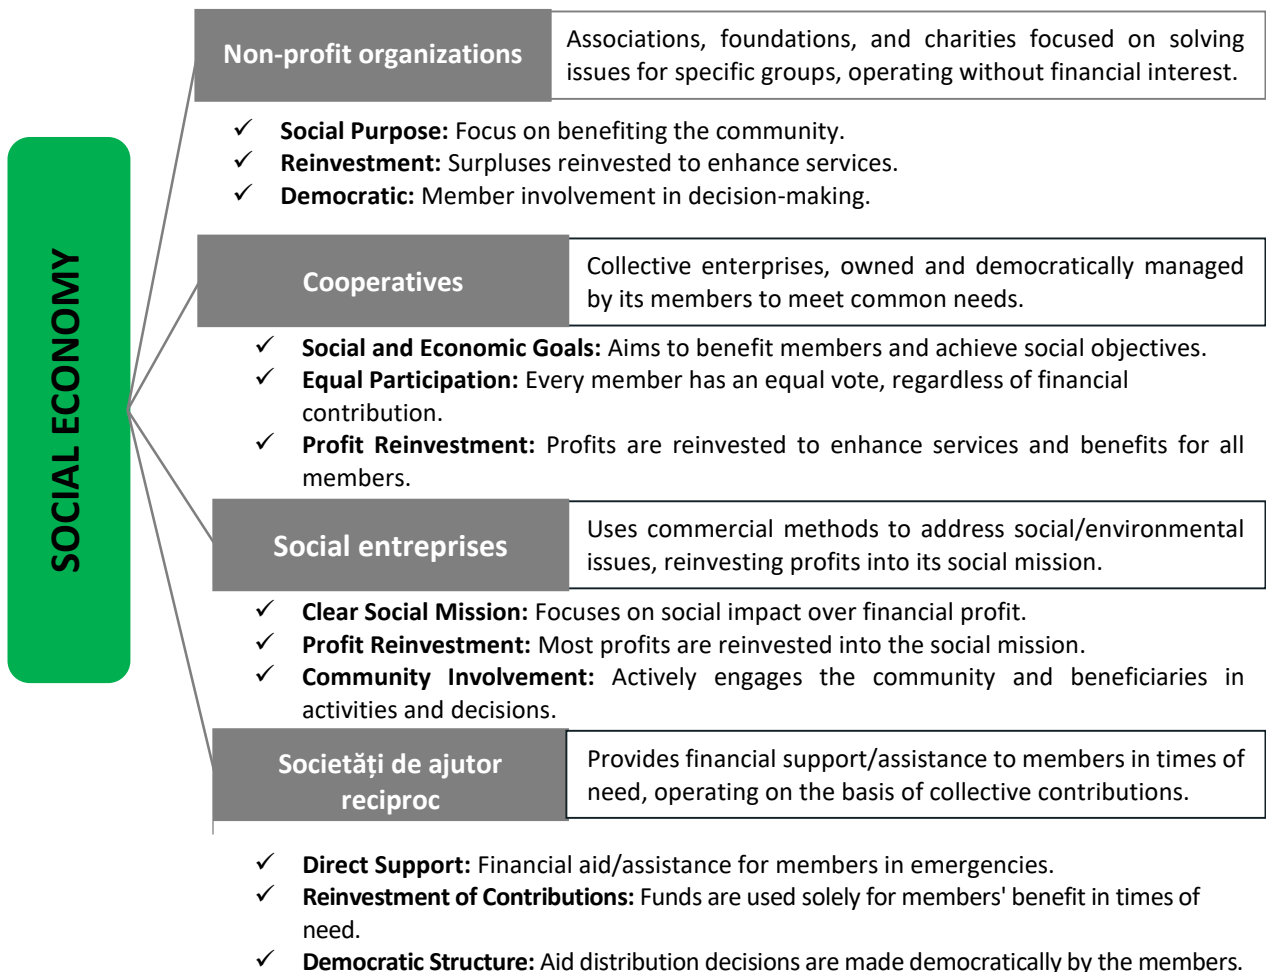 SOCIAL ECONOMY
Non-profit organizations
Associations, foundations, and charities focused on solving
issues for specific groups, operating without financial interest.
✓ Social Purpose: Focus on benefiting the community.
✓ Reinvestment: Surpluses reinvested to enhance services.
✓ Democratic: Member involvement in decision-making.
Cooperatives
Collective enterprises, owned and democratically managed
by its members to meet common needs.
✓ Social and Economic Goals: Aims to benefit members and achieve social objectives.
✓ Equal Participation: Every member has an equal vote, regardless of financial
contribution.
✓ Profit Reinvestment: Profits are reinvested to enhance services and benefits for all
members.
Social entreprises
Uses commercial methods to address social/environmental
issues, reinvesting profits into its social mission.
✓ Clear Social Mission: Focuses on social impact over financial profit.
✓ Profit Reinvestment: Most profits are reinvested into the social mission.
✓ Community Involvement: Actively engages the community and beneficiaries in
activities and decisions.
Societăți de ajutor
reciproc
Provides financial support/assistance to members in times of
need, operating on the basis of collective contributions.
✓ Direct Support: Financial aid/assistance for members in emergencies.
✓ Reinvestment of Contributions: Funds are used solely for members' benefit in times of
need.
✓ Democratic Structure: Aid distribution decisions are made democratically by the members.